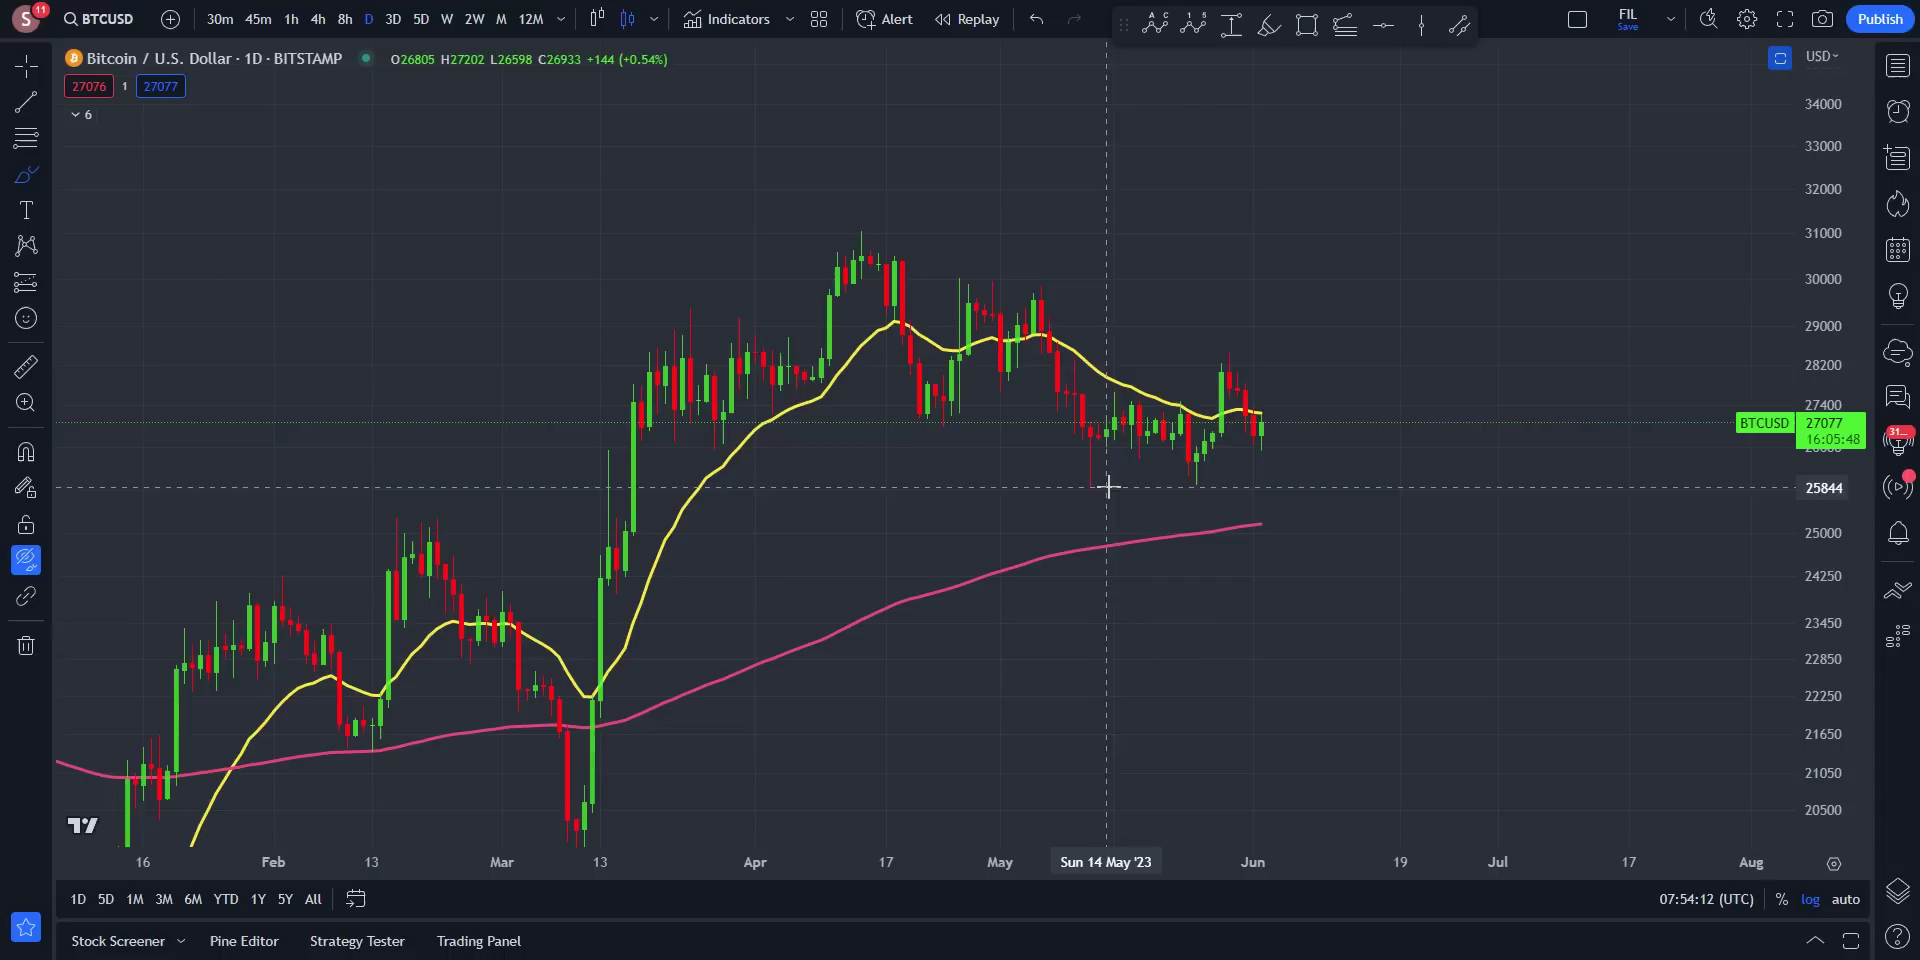 S 11 BTCUSD 30m 45m 1h 4h 8h D 3D 5D W 2W M 12M Indicators Alert Replay FIL Save Publish
Bitcoin / U.S. Dollar · 1D · BITSTAMP O26805 H27202 L26598 C26933 +144 (+0.54%) USD
27076 1 27077
6
34000
33000
32000
31000
30000
29000
28200
27400
BTCUSD 27077
16:05:48
25844
25000
24250
23450
22850
22250
21650
21050
20500
16 Feb 13 Mar 13 Apr 17 May Sun 14 May '23 Jun 19 Jul 17 Aug
1D 5D 1M 3M 6M YTD 1Y 5Y All 07:54:12 (UTC) % log auto
Stock Screener Pine Editor Strategy Tester Trading Panel